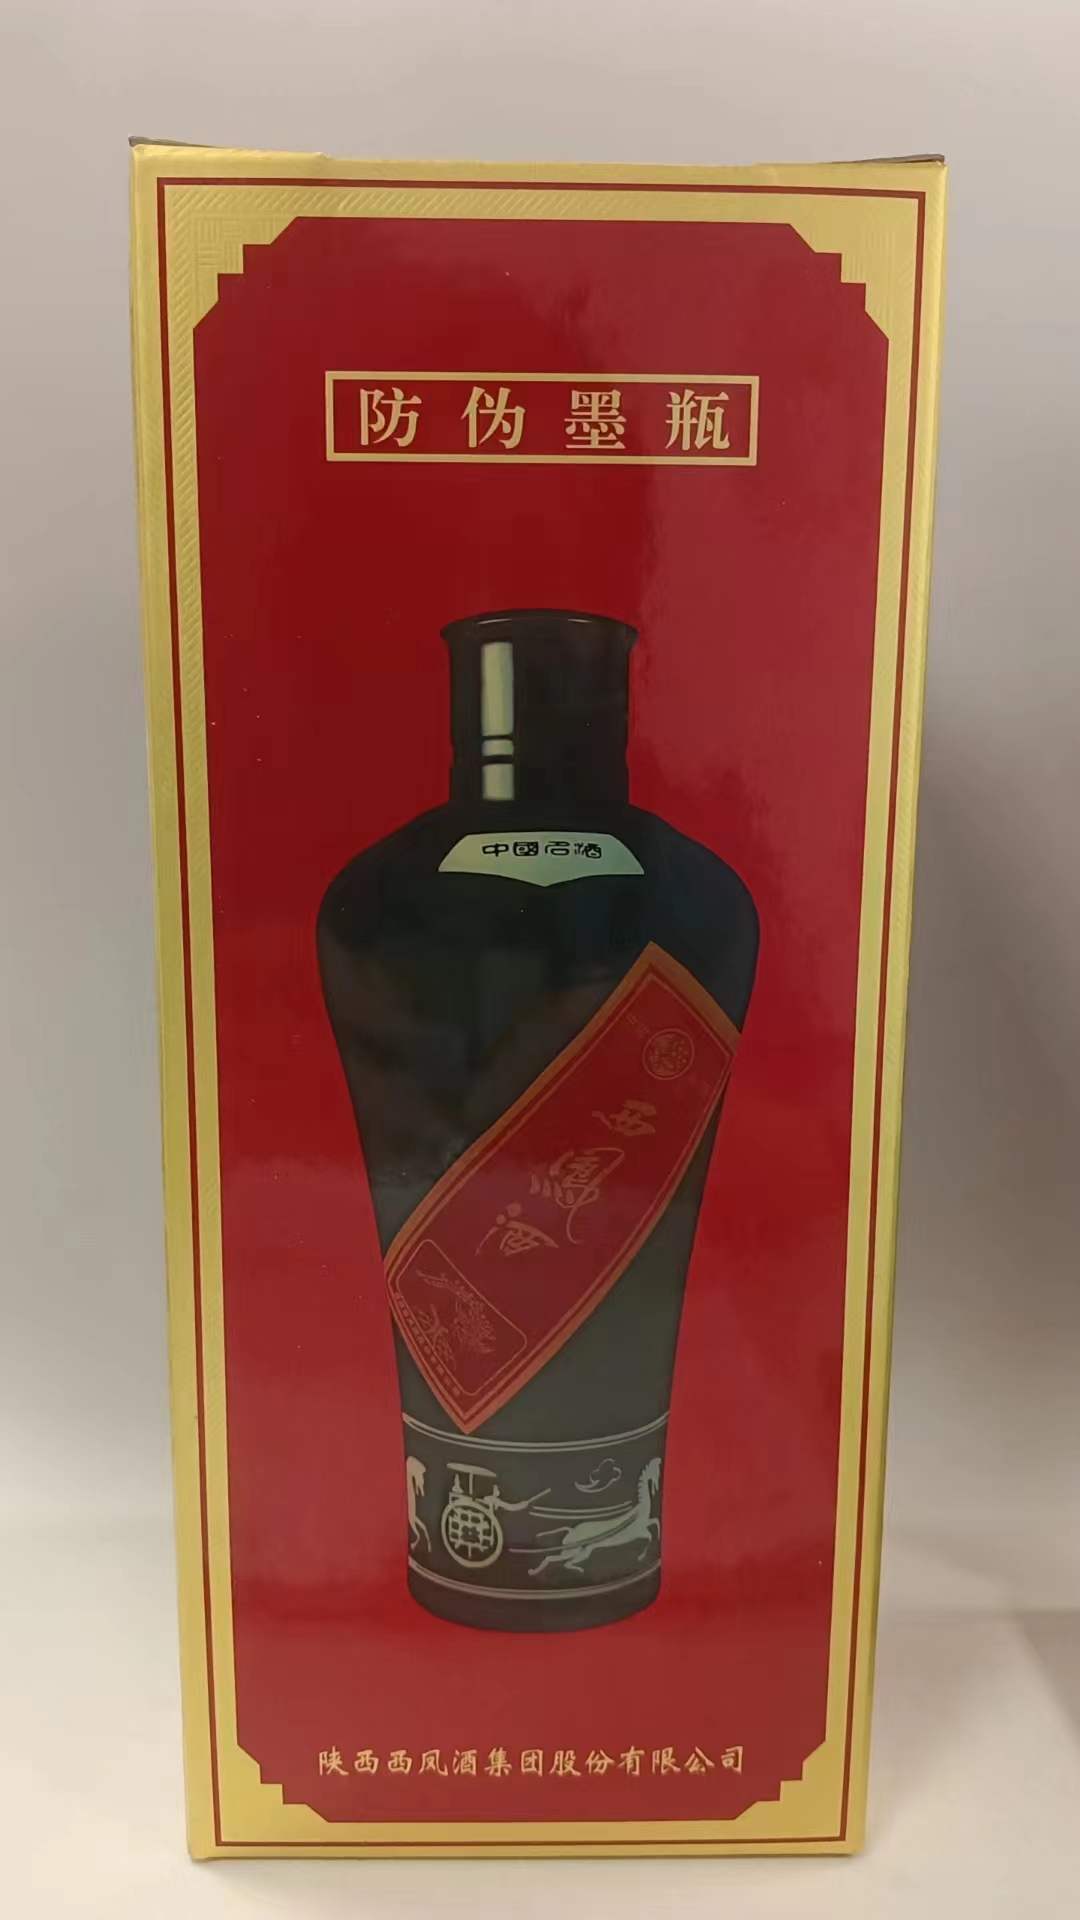 防伪墨瓶
中國名酒
西鳳酒
陕西西凤酒集团股份有限公司